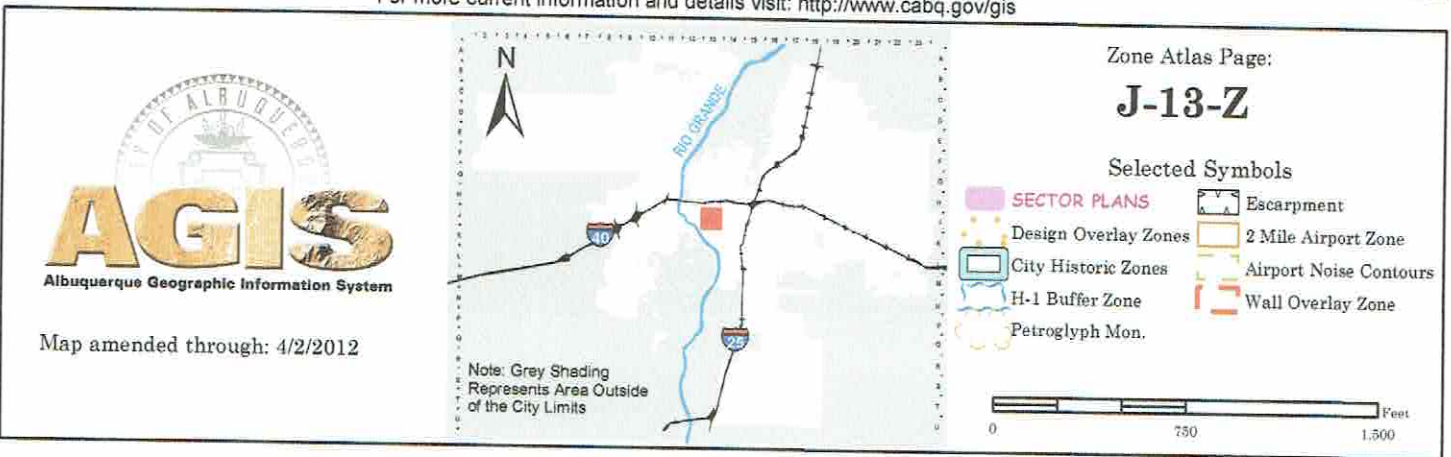 For more current information and details visit: http://www.cabq.gov/gis
CITY OF ALBUQUERQUE
AGIS
Albuquerque Geographic Information System
Map amended through: 4/2/2012
N
RIO GRANDE
40
25
Note: Grey Shading
Represents Area Outside
of the City Limits
Zone Atlas Page:
J-13-Z
Selected Symbols
SECTOR PLANS
Escarpment
Design Overlay Zones
2 Mile Airport Zone
City Historic Zones
Airport Noise Contours
H-1 Buffer Zone
Wall Overlay Zone
Petroglyph Mon.
Feet
0 750 1,500